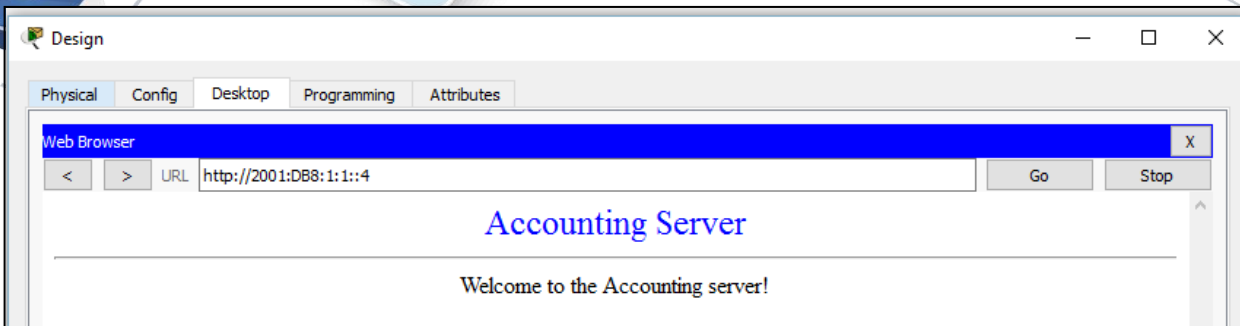 Design
Physical Config Desktop Programming Attributes
Web Browser X
< > URL http://2001:DB8:1:1::4 Go Stop
Accounting Server
Welcome to the Accounting server!